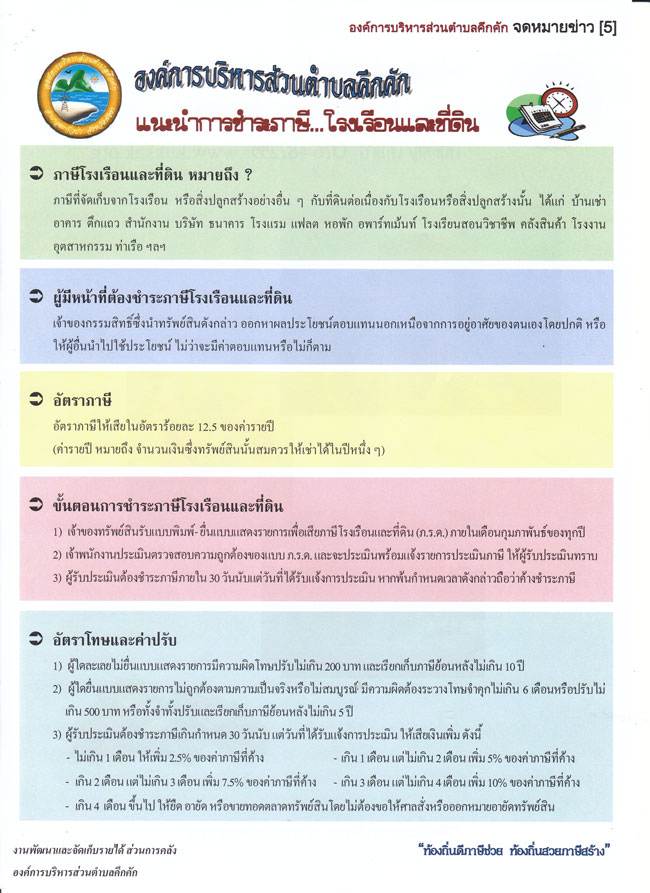 องค์การบริหารส่วนตำบลคึกคัก จดหมายข่าว [5]
องค์การบริหารส่วนตำบลคึกคัก
แนะนำการชำระภาษี...โรงเรือนและที่ดิน
ภาษีโรงเรือนและที่ดิน หมายถึง ?
ภาษีที่จัดเก็บจากโรงเรือน หรือสิ่งปลูกสร้างอย่างอื่น ๆ กับที่ดินต่อเนื่องกับโรงเรือนหรือสิ่งปลูกสร้างนั้น ได้แก่ บ้านเช่า
อาคาร ตึกแถว สำนักงาน บริษัท ธนาคาร โรงแรม แฟลต หอพัก อพาร์ทเม้นท์ โรงเรียนสอนวิชาชีพ คลังสินค้า โรงงาน
อุตสาหกรรม ท่าเรือ ฯลฯ
ผู้มีหน้าที่ต้องชำระภาษีโรงเรือนและที่ดิน
เจ้าของกรรมสิทธิ์ซึ่งนำทรัพย์สินดังกล่าว ออกหาผลประโยชน์ตอบแทนนอกเหนือจากการอยู่อาศัยของตนเองโดยปกติ หรือ
ให้ผู้อื่นนำไปใช้ประโยชน์ ไม่ว่าจะมีค่าตอบแทนหรือไม่ก็ตาม
อัตราภาษี
อัตราภาษีให้เสียในอัตราร้อยละ 12.5 ของค่ารายปี
(ค่ารายปี หมายถึง จำนวนเงินซึ่งทรัพย์สินนั้นสมควรให้เช่าได้ในปีหนึ่ง ๆ)
ขั้นตอนการชำระภาษีโรงเรือนและที่ดิน
1) เจ้าของทรัพย์สินรับแบบพิมพ์- ยื่นแบบแสดงรายการเพื่อเสียภาษีโรงเรือนและที่ดิน (ภ.ร.ด.) ภายในเดือนกุมภาพันธ์ของทุกปี
2) เจ้าพนักงานประเมินตรวจสอบความถูกต้องของแบบ ภ.ร.ด. และจะประเมินพร้อมแจ้งรายการประเมินภาษี ให้ผู้รับประเมินทราบ
3) ผู้รับประเมินต้องชำระภาษีภายใน 30 วันนับแต่วันที่ได้รับแจ้งการประเมิน หากพ้นกำหนดเวลาดังกล่าวถือว่าค้างชำระภาษี
อัตราโทษและค่าปรับ
1) ผู้ใดละเลยไม่ยื่นแบบแสดงรายการมีความผิดโทษปรับไม่เกิน 200 บาท และเรียกเก็บภาษีย้อนหลังไม่เกิน 10 ปี
2) ผู้ใดยื่นแบบแสดงรายการไม่ถูกต้องตามความเป็นจริงหรือไม่สมบูรณ์ มีความผิดต้องระวางโทษจำคุกไม่เกิน 6 เดือนหรือปรับไม่
เกิน 500 บาท หรือทั้งจำทั้งปรับและเรียกเก็บภาษีย้อนหลังไม่เกิน 5 ปี
3) ผู้รับประเมินต้องชำระภาษีเกินกำหนด 30 วันนับ แต่วันที่ได้รับแจ้งการประเมิน ให้เสียเงินเพิ่ม ดังนี้
- ไม่เกิน 1 เดือน ให้เพิ่ม 2.5% ของค่าภาษีที่ค้าง - เกิน 1 เดือน แต่ไม่เกิน 2 เดือน เพิ่ม 5% ของค่าภาษีที่ค้าง
- เกิน 2 เดือน แต่ไม่เกิน 3 เดือน เพิ่ม 7.5% ของค่าภาษีที่ค้าง - เกิน 3 เดือน แต่ไม่เกิน 4 เดือน เพิ่ม 10% ของค่าภาษีที่ค้าง
- เกิน 4 เดือน ขึ้นไป ให้ยึด อายัด หรือขายทอดตลาดทรัพย์สิน โดยไม่ต้องขอให้ศาลสั่งหรือออกหมายอายัดทรัพย์สิน
งานพัฒนาและจัดเก็บรายได้ ส่วนการคลัง
องค์การบริหารส่วนตำบลคึกคัก
"ท้องถิ่นดีภาษีช่วย ท้องถิ่นสวยภาษีสร้าง"